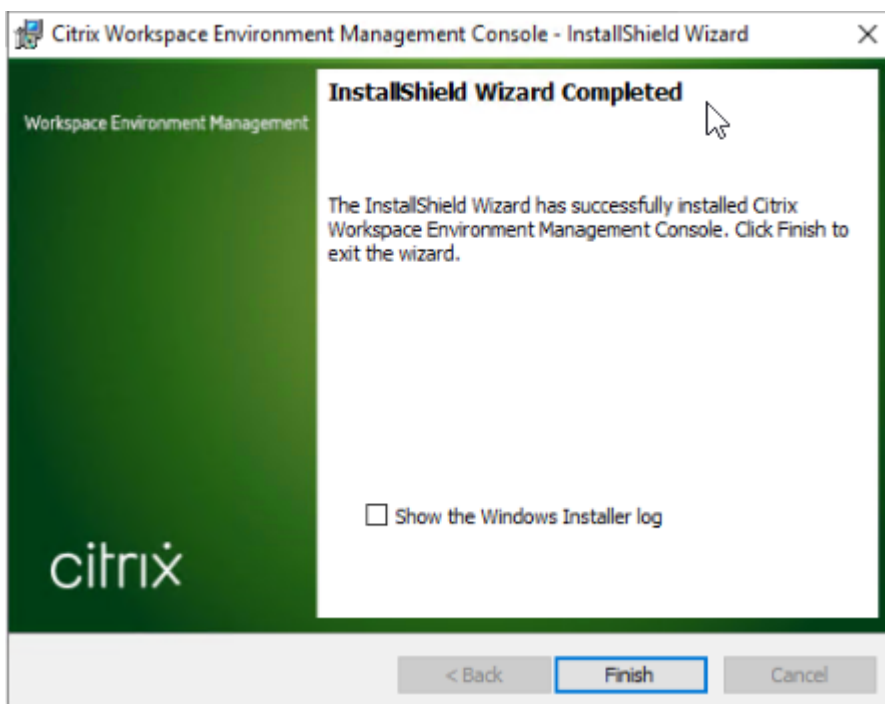 Citrix Workspace Environment Management Console - InstallShield Wizard
Workspace Environment Management
InstallShield Wizard Completed
The InstallShield Wizard has successfully installed Citrix
Workspace Environment Management Console. Click Finish to
exit the wizard.
Show the Windows Installer log
citrix
< Back
Finish
Cancel